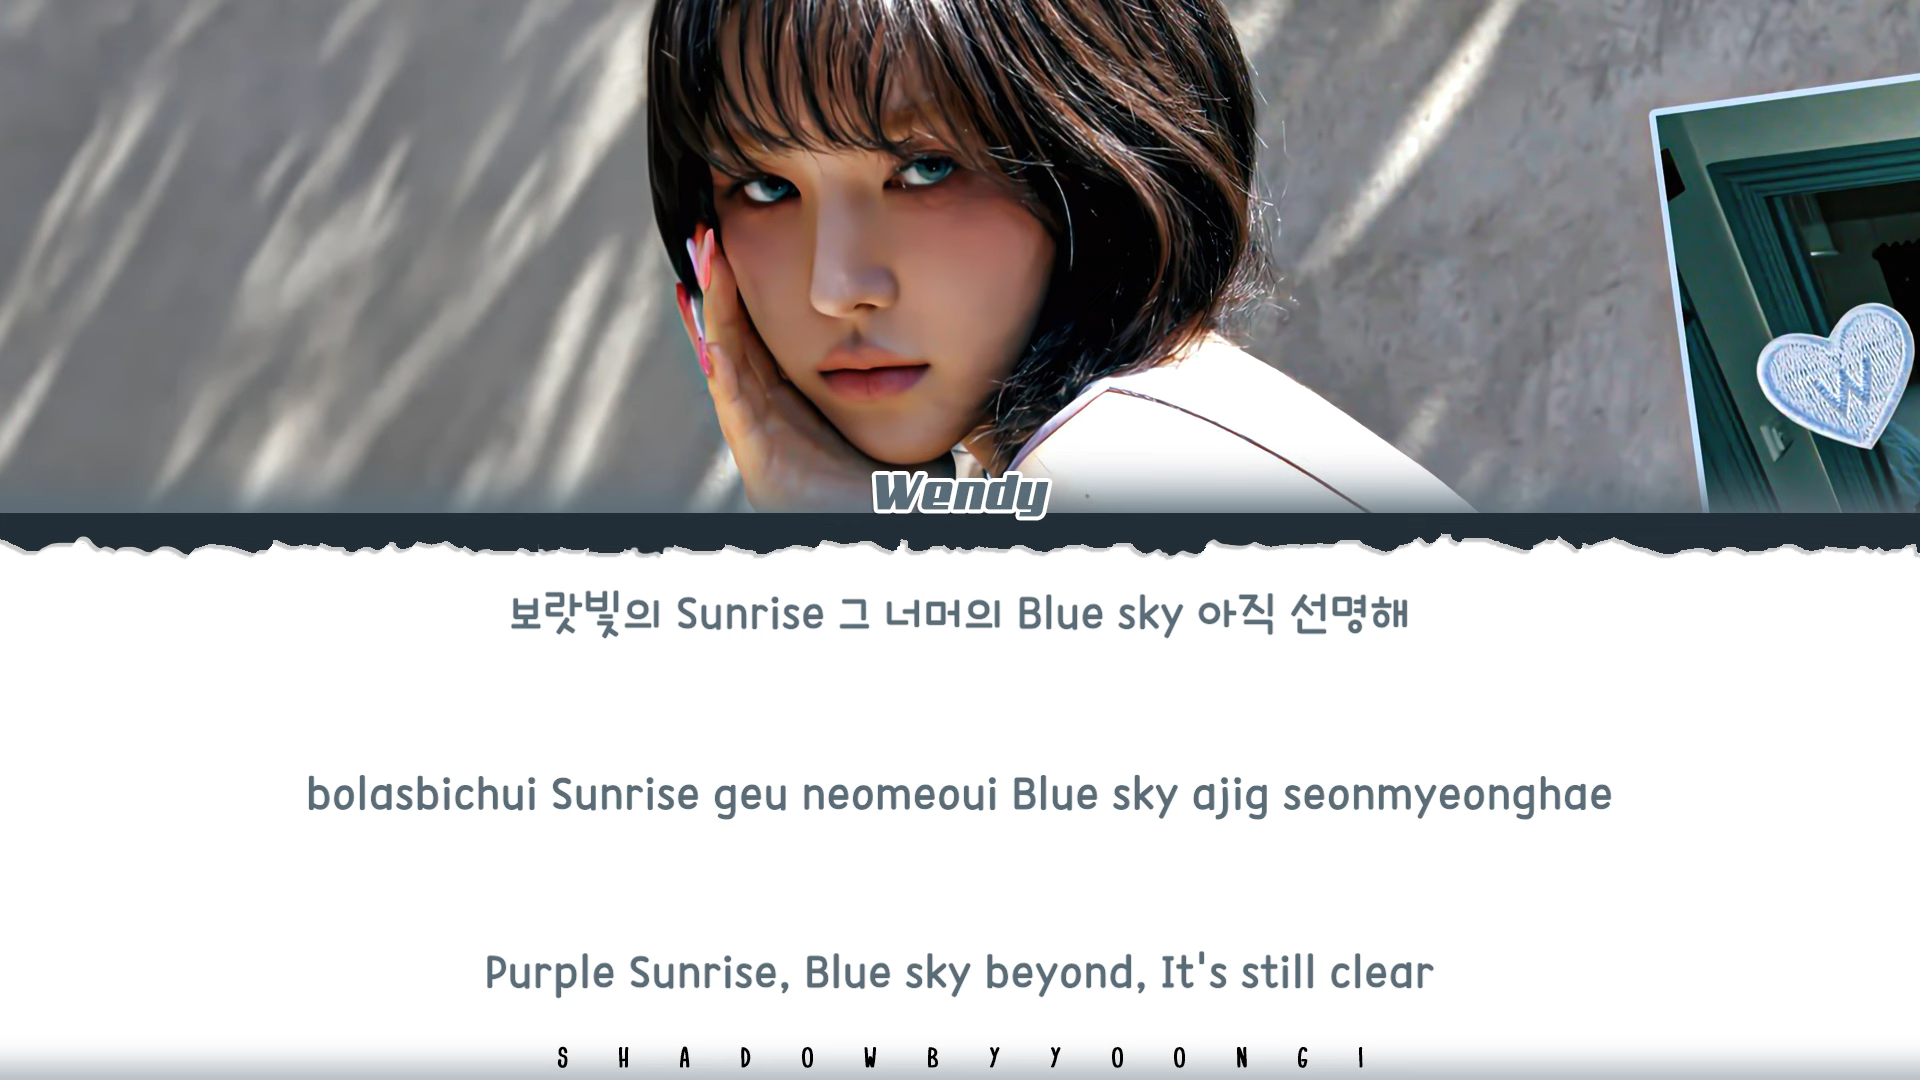 W
Wendy
보랏빛의 Sunrise 그 너머의 Blue sky 아직 선명해
bolasbichui Sunrise geu neomeoui Blue sky ajig seonmyeonghae
Purple Sunrise, Blue sky beyond, It's still clear
SHADOWBYYOONGI